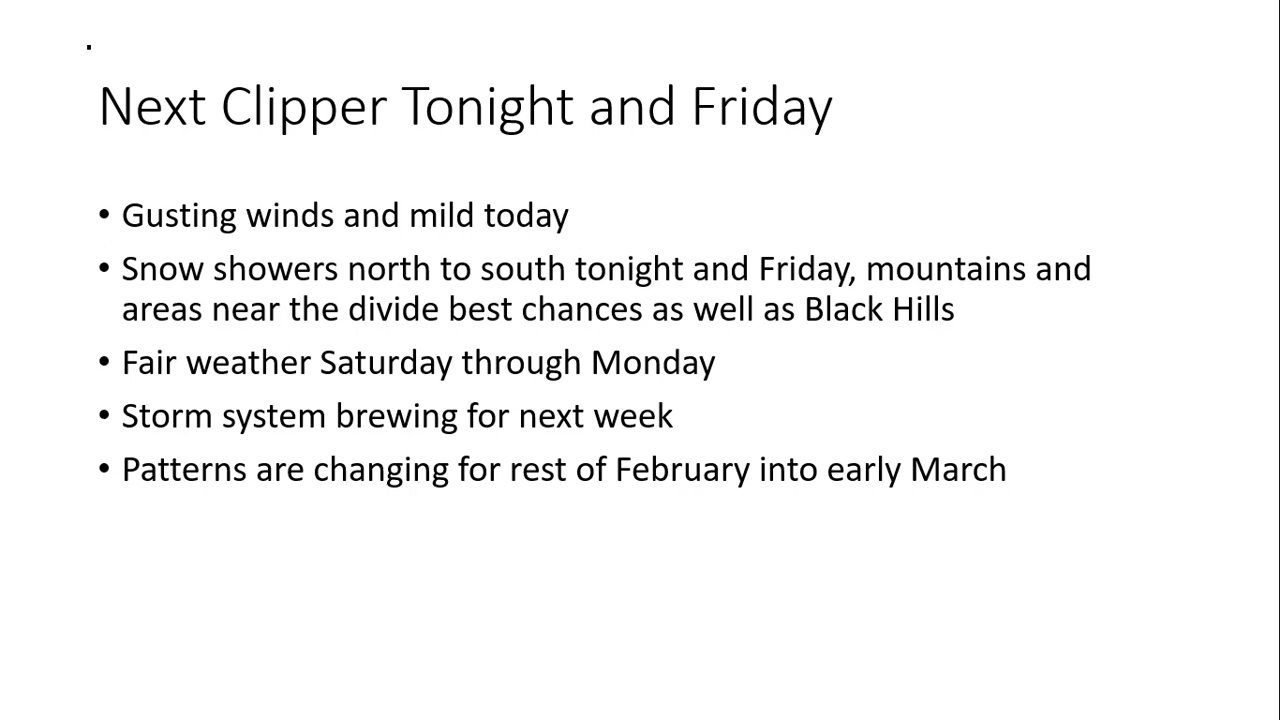 Next Clipper Tonight and Friday
• Gusting winds and mild today
• Snow showers north to south tonight and Friday, mountains and
areas near the divide best chances as well as Black Hills
• Fair weather Saturday through Monday
• Storm system brewing for next week
• Patterns are changing for rest of February into early March